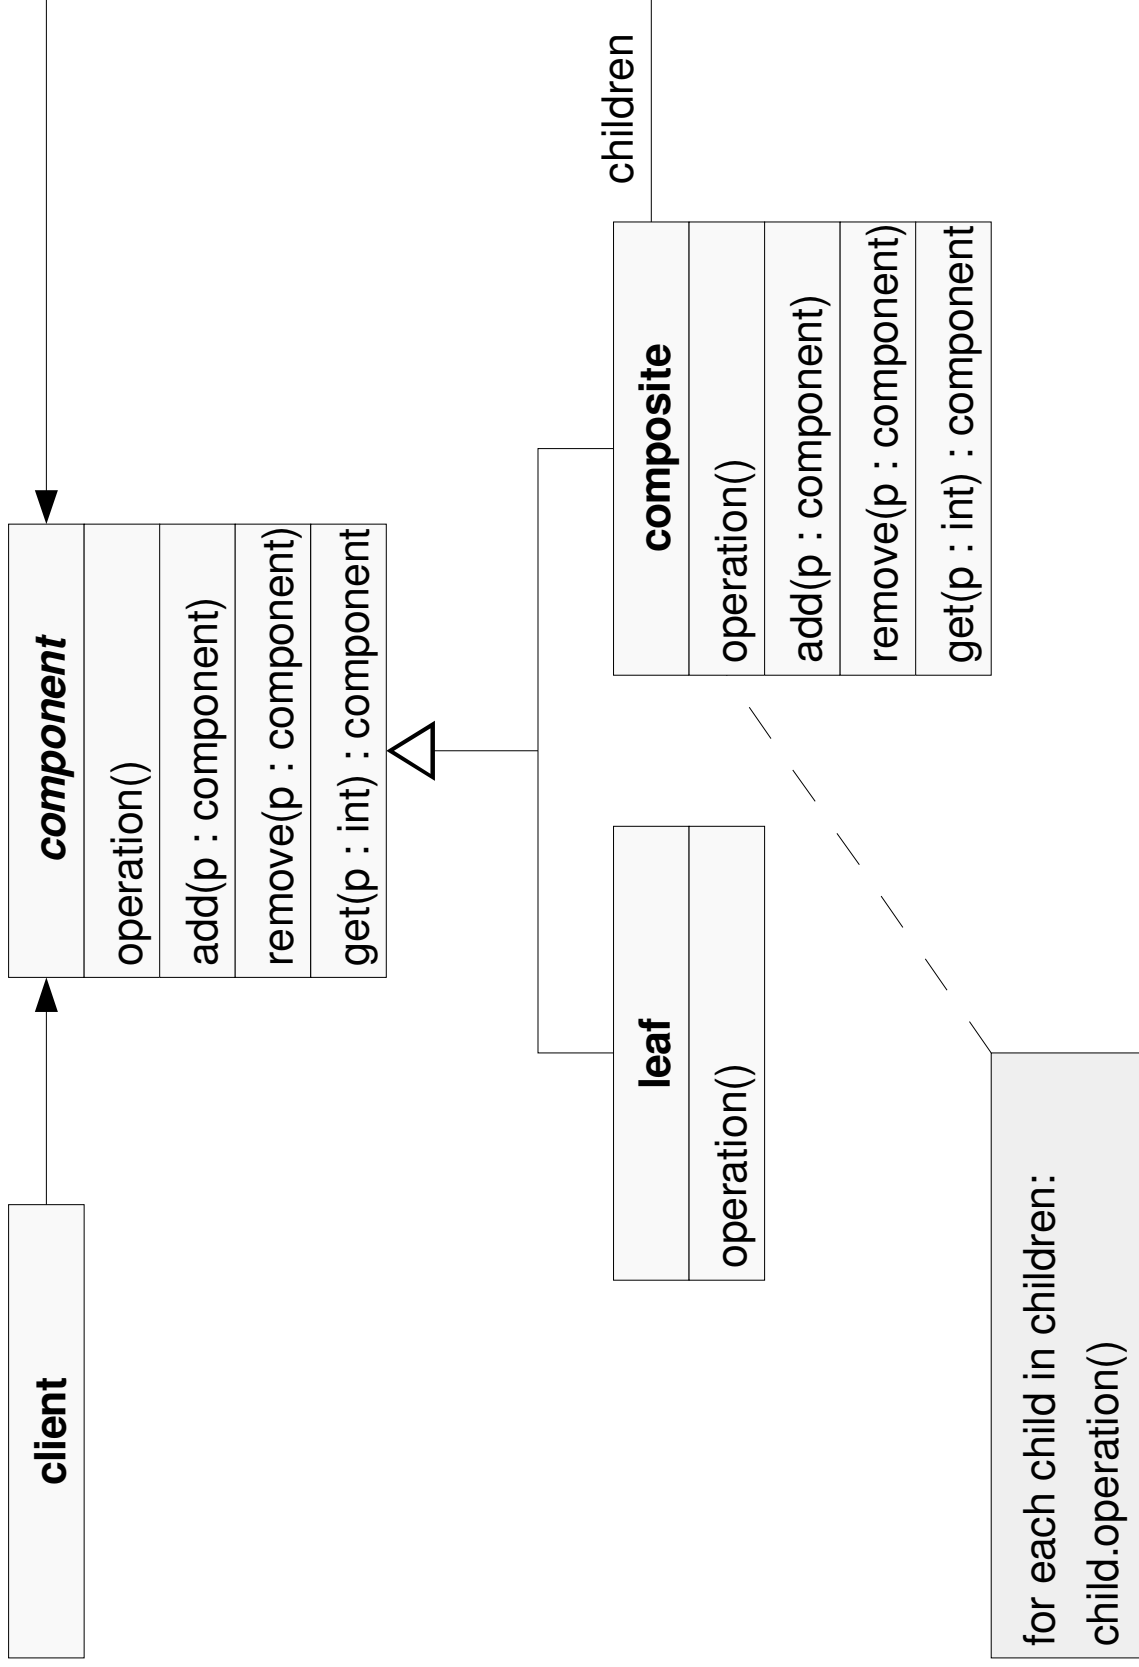 client
component
operation()
add(p : component)
remove(p : component)
get(p : int) : component
leaf
operation()
composite
operation()
add(p : component)
remove(p : component)
get(p : int) : component
children
for each child in children:
child.operation()